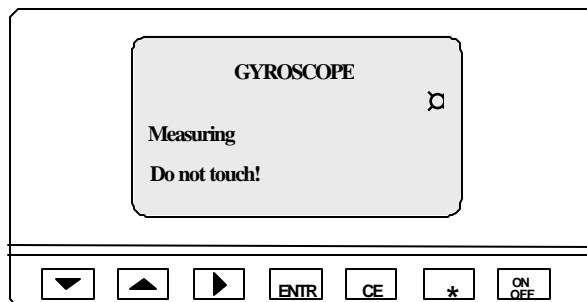 GYROSCOPE
¤
Measuring
Do not touch!
ENTR CE * ON
OFF